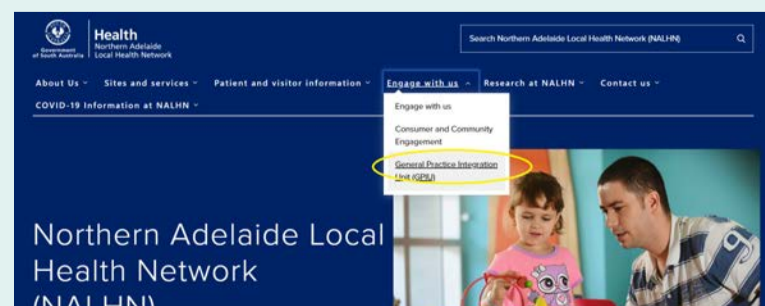 Government
of South Australia
Health
Northern Adelaide
Local Health Network
Search Northern Adelaide Local Health Network (NALHN)
About Us
Sites and services
Patient and visitor information
Engage with us
Research at NALHN
Contact us
COVID-19 Information at NALHN
Engage with us
Consumer and Community
Engagement
General Practice Integration
Unit (GPIU)
Northern Adelaide Local
Health Network
(NALHN)